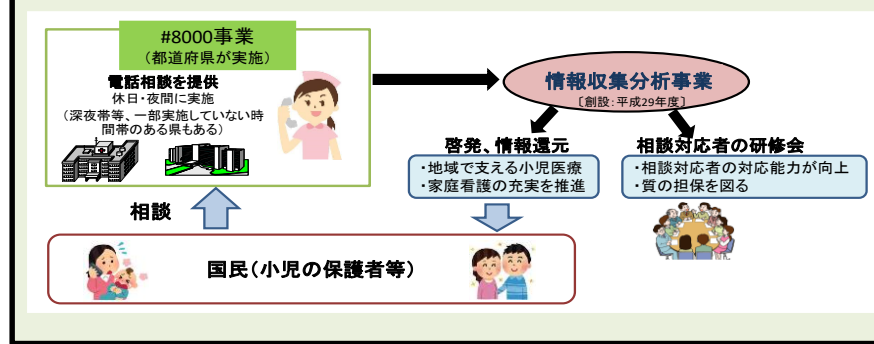 #8000事業
（都道府県が実施）
電話相談を提供
休日・夜間に実施
（深夜帯等、一部実施していない時
間帯のある県もある）
情報収集分析事業
〔創設：平成29年度〕
啓発、情報還元
・地域で支える小児医療
・家庭看護の充実を推進
相談対応者の研修会
・相談対応者の対応能力が向上
・質の担保を図る
相談
国民（小児の保護者等）